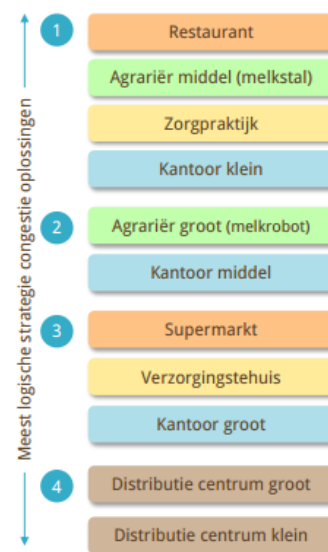 Meest logische strategie congestie oplossingen
1
Restaurant
Agrariër middel (melkstal)
Zorgpraktijk
Kantoor klein
2
Agrariër groot (melkrobot)
Kantoor middel
3
Supermarkt
Verzorgingstehuis
Kantoor groot
4
Distributie centrum groot
Distributie centrum klein